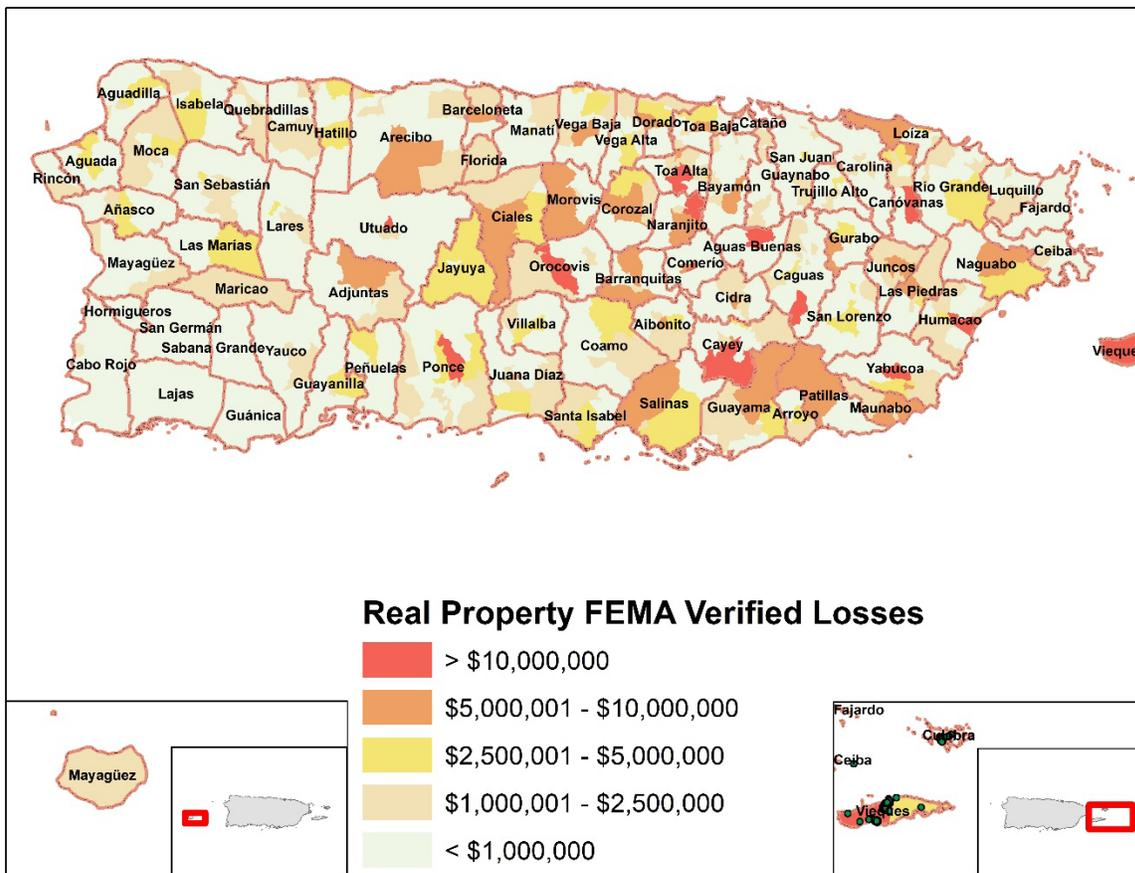 Aguadilla
Isabela
Quebradillas
Camuy
Hatillo
Arecibo
Barceloneta
Manatí
Vega Baja
Vega Alta
Dorado
Toa Baja
Cataño
Loíza
Rincón
Aguada
Moca
San Sebastián
Florida
Morovis
Corozal
Toa Alta
Bayamón
San Juan
Guaynabo
Trujillo Alto
Carolina
Canóvanas
Rio Grande
Luquillo
Fajardo
Añasco
Las Marías
Lares
Utuado
Ciales
Naranjito
Aguas Buenas
Gurabo
Ceiba
Mayagüez
Maricao
Adjuntas
Jayuya
Orocovis
Barranquitas
Comerío
Caguas
Juncos
Naguabo
Las Piedras
Hormigueros
San Germán
Sabana Grande
Yauco
Cidra
San Lorenzo
Humacao
Villalba
Aibonito
Coamo
Cayey
Cabo Rojo
Peñuelas
Ponce
Juana Díaz
Yabucoa
Vieque
Lajas
Guánica
Guayanilla
Santa Isabel
Salinas
Guayama
Arroyo
Patillas
Maunabo
Real Property FEMA Verified Losses
> $10,000,000
$5,000,001 - $10,000,000
$2,500,001 - $5,000,000
$1,000,001 - $2,500,000
< $1,000,000
Mayagüez
Fajardo
Culebra
Ceiba
Vieques